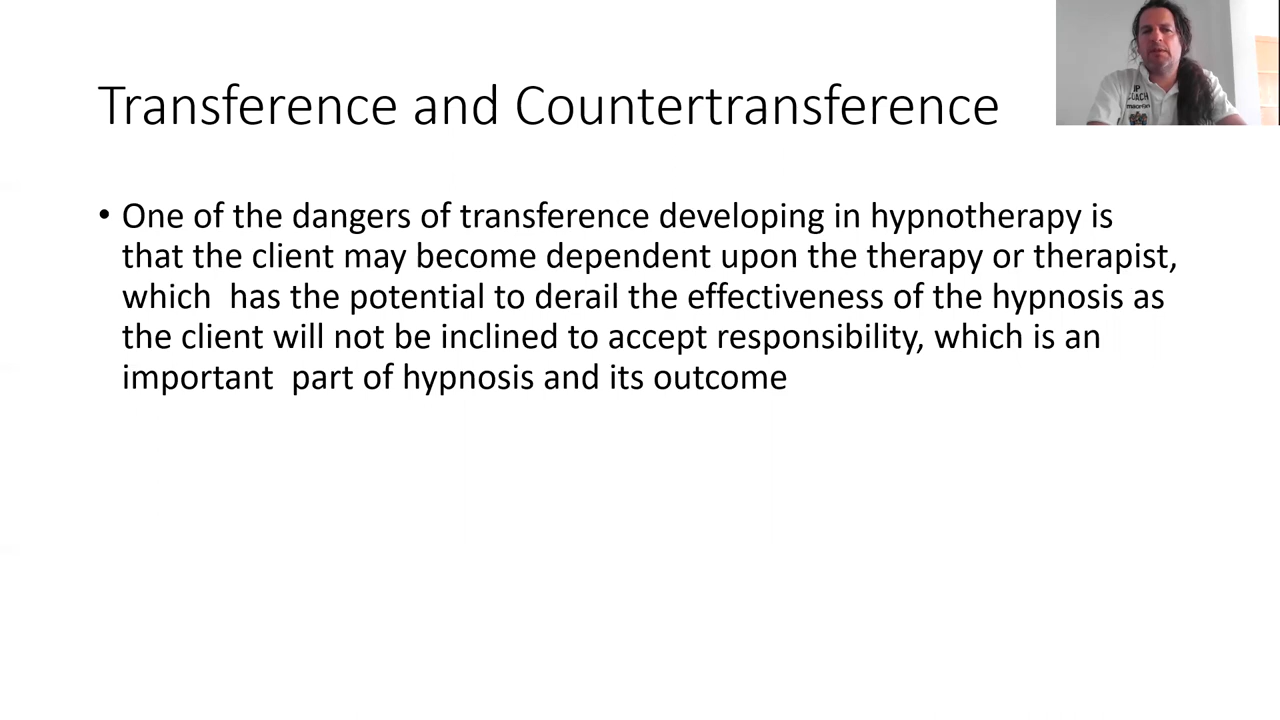 Transference and Countertransference
• One of the dangers of transference developing in hypnotherapy is
that the client may become dependent upon the therapy or therapist,
which  has the potential to derail the effectiveness of the hypnosis as
the client will not be inclined to accept responsibility, which is an
important  part of hypnosis and its outcome